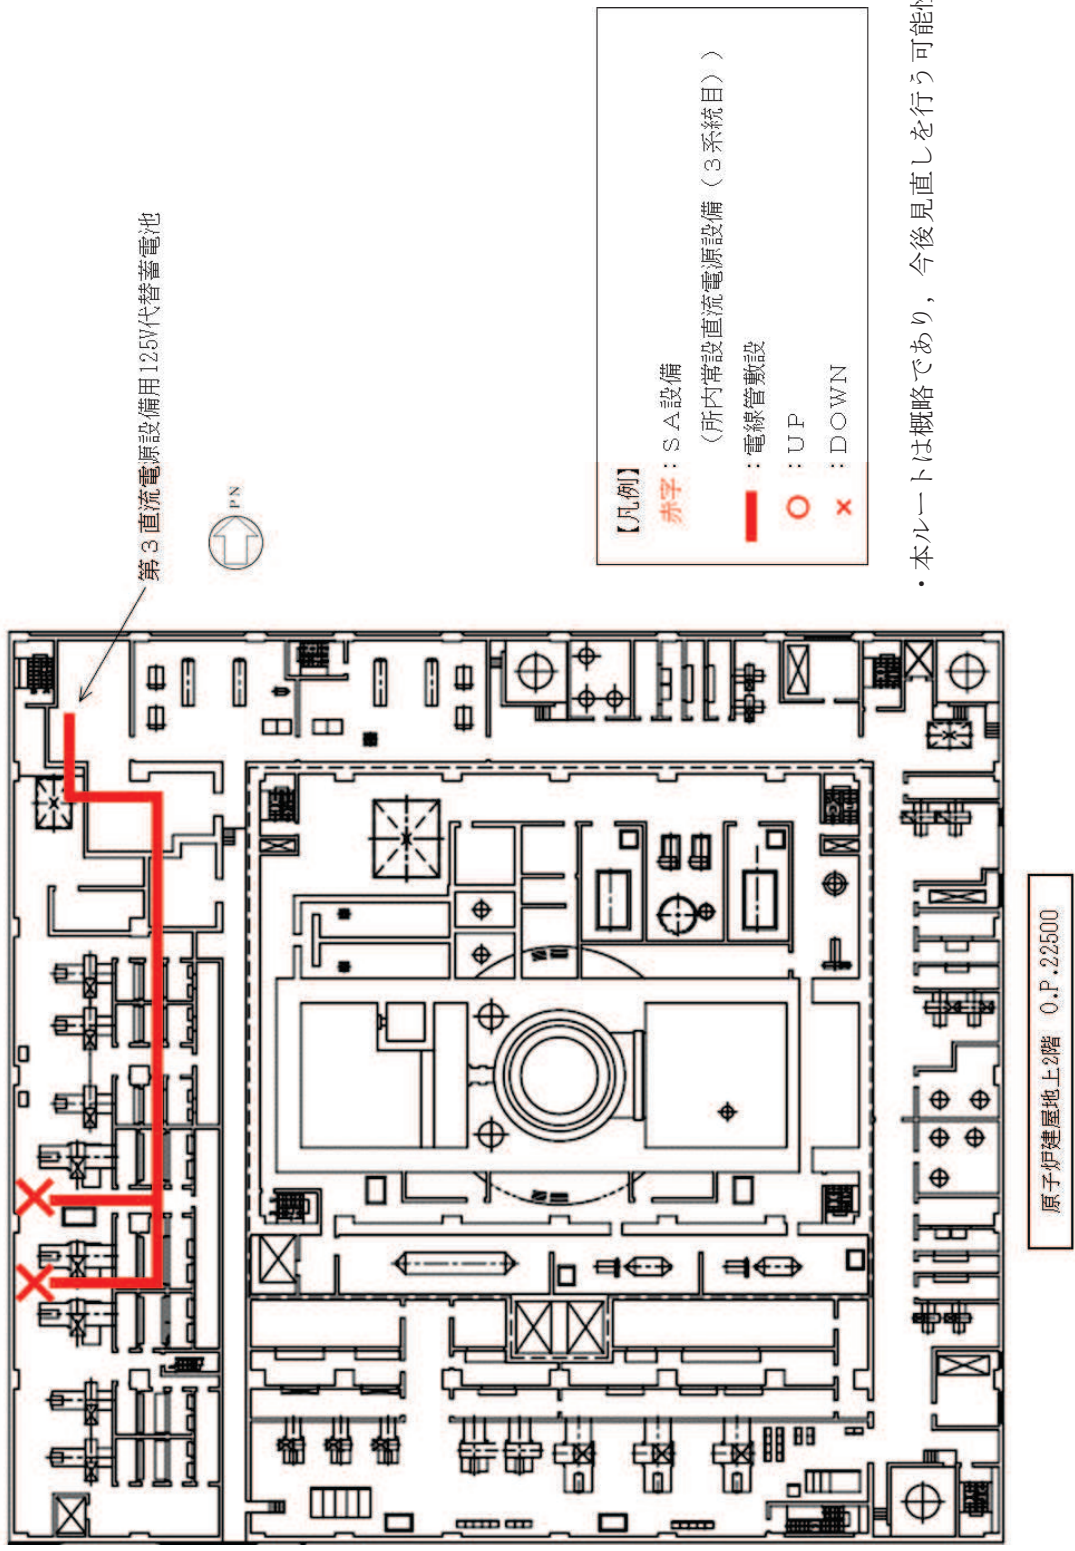 第３直流電源設備用125V代替蓄電池
PN
【凡例】
赤字：ＳＡ設備
（所内常設直流電源設備（３系統目））
：電線管敷設
：ＵＰ
：ＤＯＷＮ
・本ルートは概略であり，今後見直しを行う可能性
原子炉建屋地上2階 O.P.22500